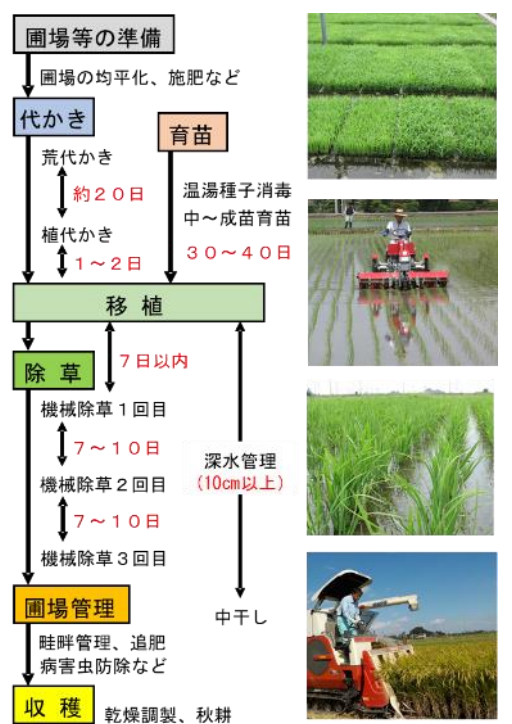 圃場等の準備
圃場の均平化、施肥など
代かき
育苗
荒代かき
約２０日
植代かき
１～２日
温湯種子消毒
中～成苗育苗
３０～４０日
移 植
７日以内
除 草
機械除草１回目
７～１０日
機械除草２回目
７～１０日
機械除草３回目
深水管理
(10cm以上)
中干し
圃場管理
畦畔管理、追肥
病害虫防除など
収 穫
乾燥調製、秋耕